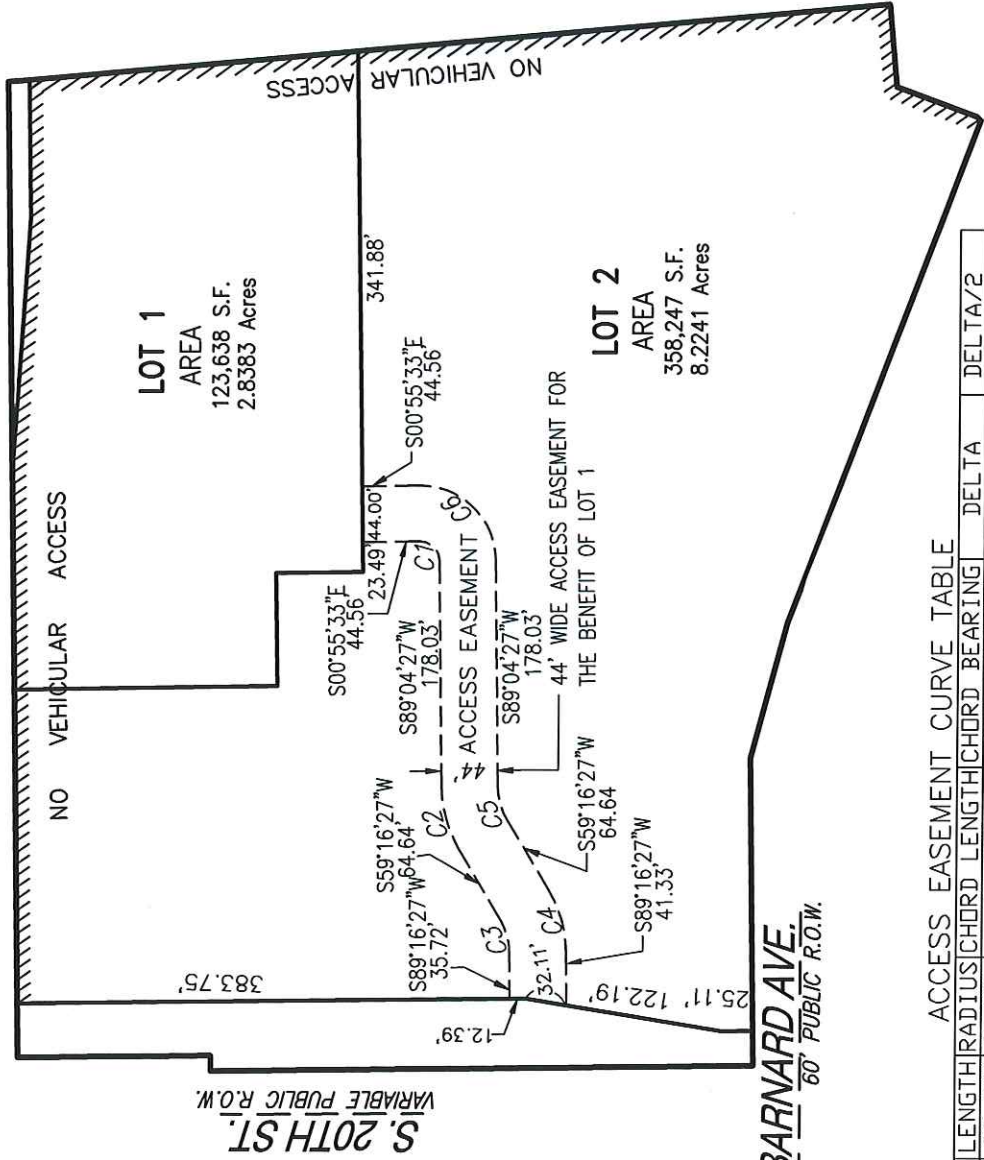 NO VEHICULAR ACCESS
LOT 1
AREA
123,638 S.F.
2.8383 Acres
NO VEHICULAR ACCESS
341.88'
S00°55'33"E
44.56
23.49'
44.00'
S00°55'33"E
44.56
C1
C6
S89°04'27"W
178.03'
ACCESS EASEMENT
44'
S89°04'27"W
178.03'
44' WIDE ACCESS EASEMENT FOR
THE BENEFIT OF LOT 1
LOT 2
AREA
358,247 S.F.
8.2241 Acres
C2
C5
S59°16'27"W
64.64'
S59°16'27"W
64.64
C3
C4
S89°16'27"W
35.72'
S89°16'27"W
41.33'
383.75'
12.39'
32.11'
122.19'
25.11'
S. 20TH ST.
VARIABLE PUBLIC R.O.W.
BARNARD AVE.
60' PUBLIC R.O.W.
ACCESS EASEMENT CURVE TABLE
LENGTH RADIUS CHORD LENGTH CHORD BEARING DELTA DELTA/2